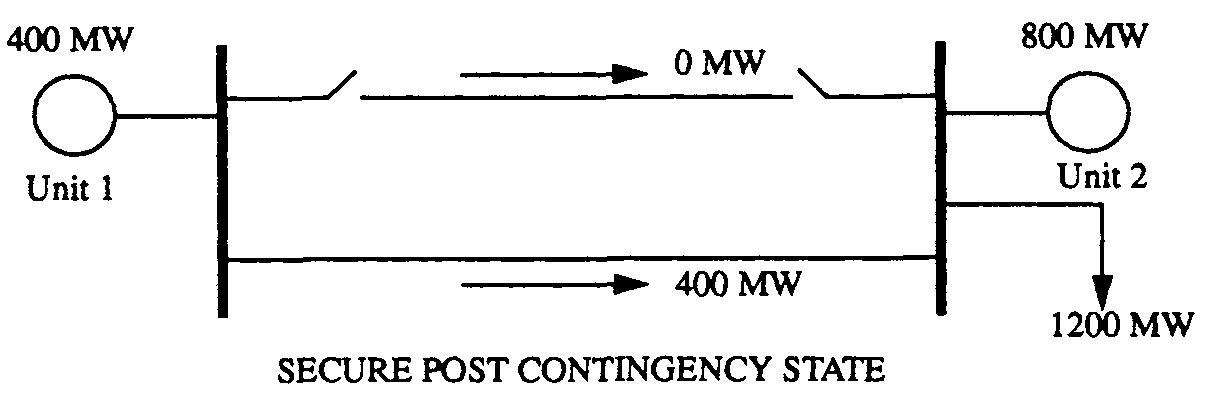 400 MW
800 MW
0 MW
Unit 1
Unit 2
400 MW
1200 MW
SECURE POST CONTINGENCY STATE